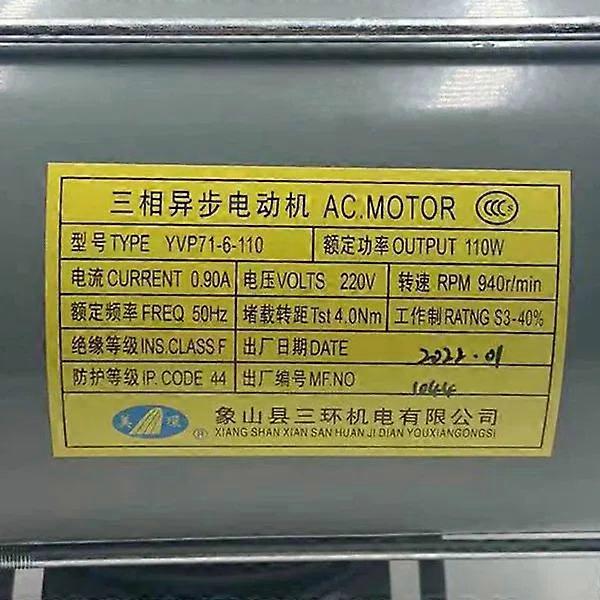 三相异步电动机 AC.MOTOR CCC S
型号TYPE YVP71-6-110 额定功率OUTPUT 110W
电流CURRENT 0.90A 电压VOLTS 220V 转速 RPM 940r/min
额定频率FREQ 50Hz 堵载转距Tst 4.0Nm 工作制RATNG S3-40%
绝缘等级INS.CLASS F 出厂日期DATE 2022.01
防护等级IP. CODE 44 出厂编号MF.NO 1044
象山县三环机电有限公司
® XIANG SHAN XIAN SAN HUAN JI DIAN YOUXIANGONGSI